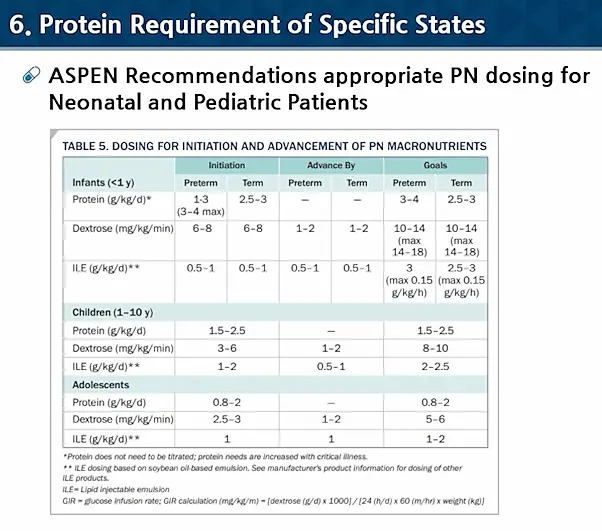 6. Protein Requirement of Specific States
ASPEN Recommendations appropriate PN dosing for
Neonatal and Pediatric Patients
TABLE 5. DOSING FOR INITIATION AND ADVANCEMENT OF PN MACRONUTRIENTS
Initiation Advance By Goals
Infants (<1 y) Preterm Term Preterm Term Preterm Term
Protein (g/kg/d)* 1-3 2.5–3 — — 3–4 2.5–3
(3–4 max)
Dextrose (mg/kg/min) 6–8 6–8 1–2 1–2 10–14 10–14
(max (max
14–18) 14–18)
ILE (g/kg/d)** 0.5–1 0.5–1 0.5–1 0.5–1 3 2.5–3
(max 0.15 (max 0.15
g/kg/h) g/kg/h)
Children (1–10 y)
Protein (g/kg/d) 1.5–2.5 — 1.5–2.5
Dextrose (mg/kg/min) 3–6 1–2 8–10
ILE (g/kg/d)** 1–2 0.5–1 2–2.5
Adolescents
Protein (g/kg/d) 0.8–2 — 0.8–2
Dextrose (mg/kg/min) 2.5–3 1–2 5–6
ILE (g/kg/d)** 1 1 1–2
*Protein does not need to be titrated; protein needs are increased with critical illness.
** ILE dosing based on soybean oil-based emulsion. See manufacturer's product information for dosing of other
ILE products.
ILE= Lipid injectable emulsion
GIR = glucose infusion rate; GIR calculation (mg/kg/m) = [dextrose (g/d) x 1000] / [24 (h/d) x 60 (m/hr) x weight (kg)]